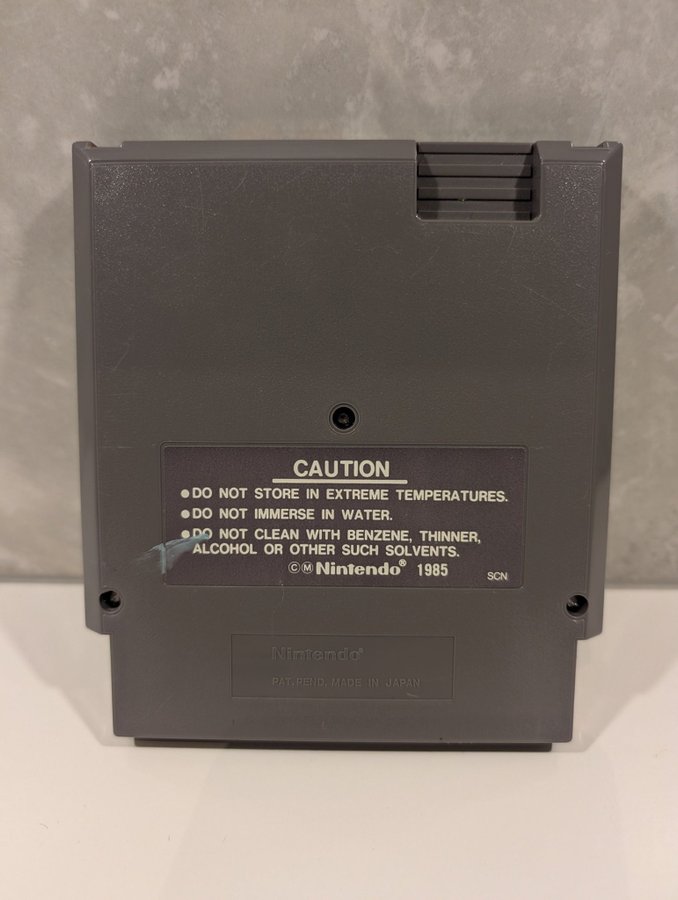 CAUTION
●DO NOT STORE IN EXTREME TEMPERATURES.
●DO NOT IMMERSE IN WATER.
●DO NOT CLEAN WITH BENZENE, THINNER,
ALCOHOL OR OTHER SUCH SOLVENTS.
©Ⓜ Nintendo® 1985 SCN
Nintendo®
PAT. PEND. MADE IN JAPAN